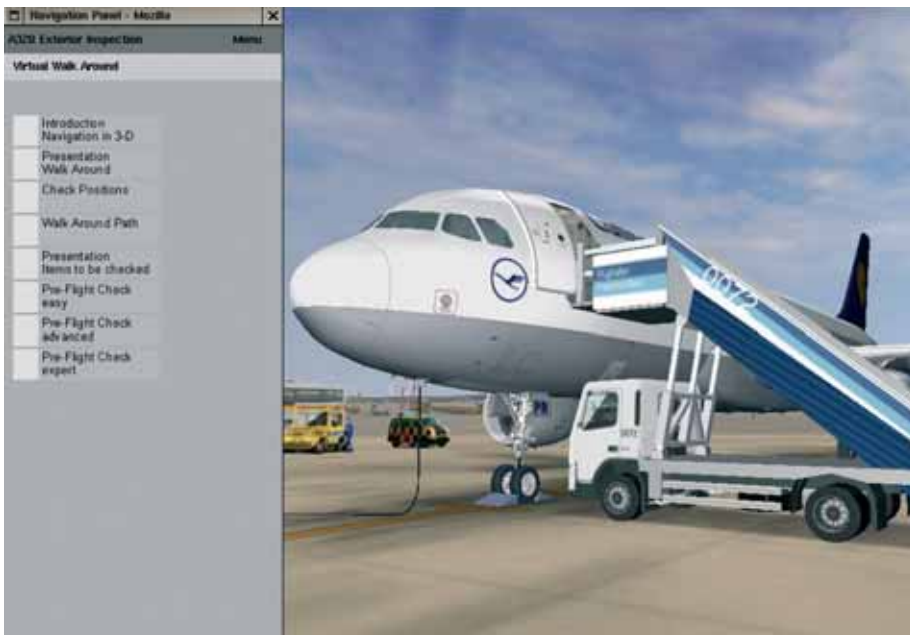 Navigation Panel - Mozilla
A320 Exterior Inspection Menu
Virtual Walk Around
Introduction
Navigation in 3-D
Presentation
Walk Around
Check Positions
Walk Around Path
Presentation
Items to be checked
Pre-Flight Check
easy
Pre-Flight Check
advanced
Pre-Flight Check
expert
0072